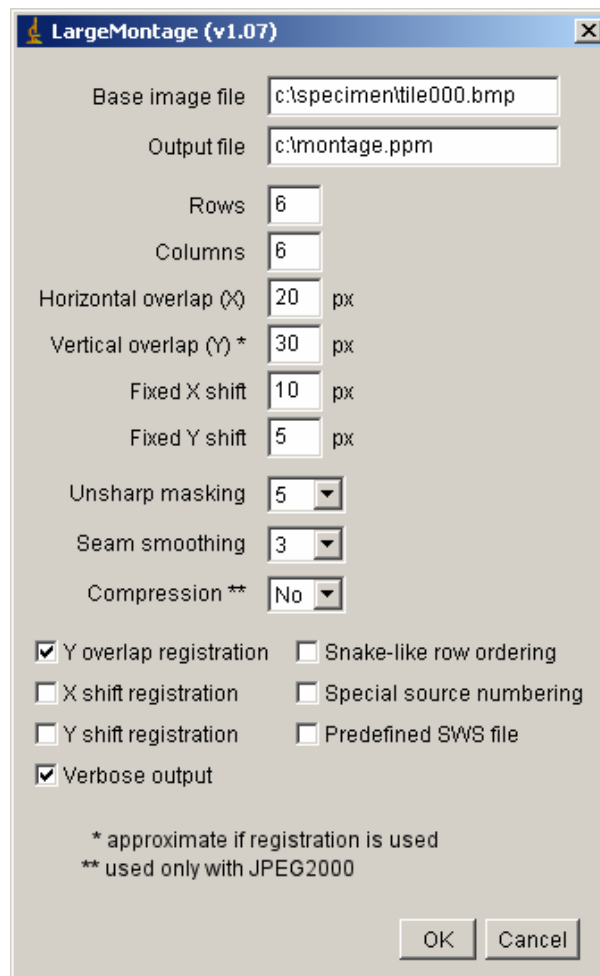 LargeMontage (v1.07)
Base image file c:\specimen\tile000.bmp
Output file c:\montage.ppm
Rows 6
Columns 6
Horizontal overlap (X) 20 px
Vertical overlap (Y) * 30 px
Fixed X shift 10 px
Fixed Y shift 5 px
Unsharp masking 5
Seam smoothing 3
Compression ** No
Y overlap registration Snake-like row ordering
X shift registration Special source numbering
Y shift registration Predefined SWS file
Verbose output
* approximate if registration is used
** used only with JPEG2000
OK Cancel